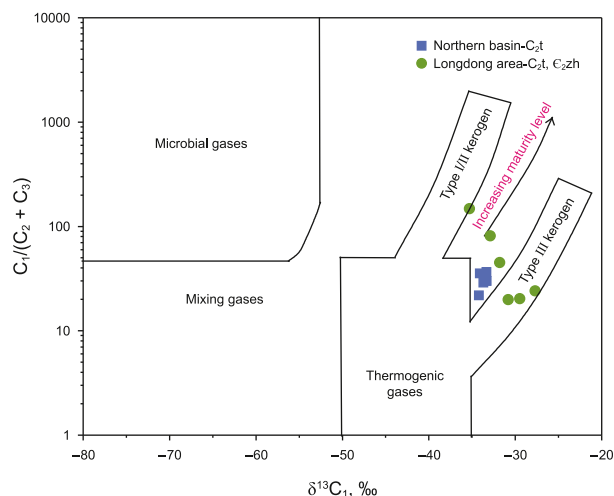 10000
1000
100
10
1
C₁/(C₂ + C₃)
Northern basin-C₂t
Longdong area-C₂t, Є₂zh
Microbial gases
Mixing gases
Thermogenic
gases
Type I/II kerogen
Increasing maturity level
Type III kerogen
–80
–70
–60
–50
–40
–30
–20
δ¹³C₁, ‰